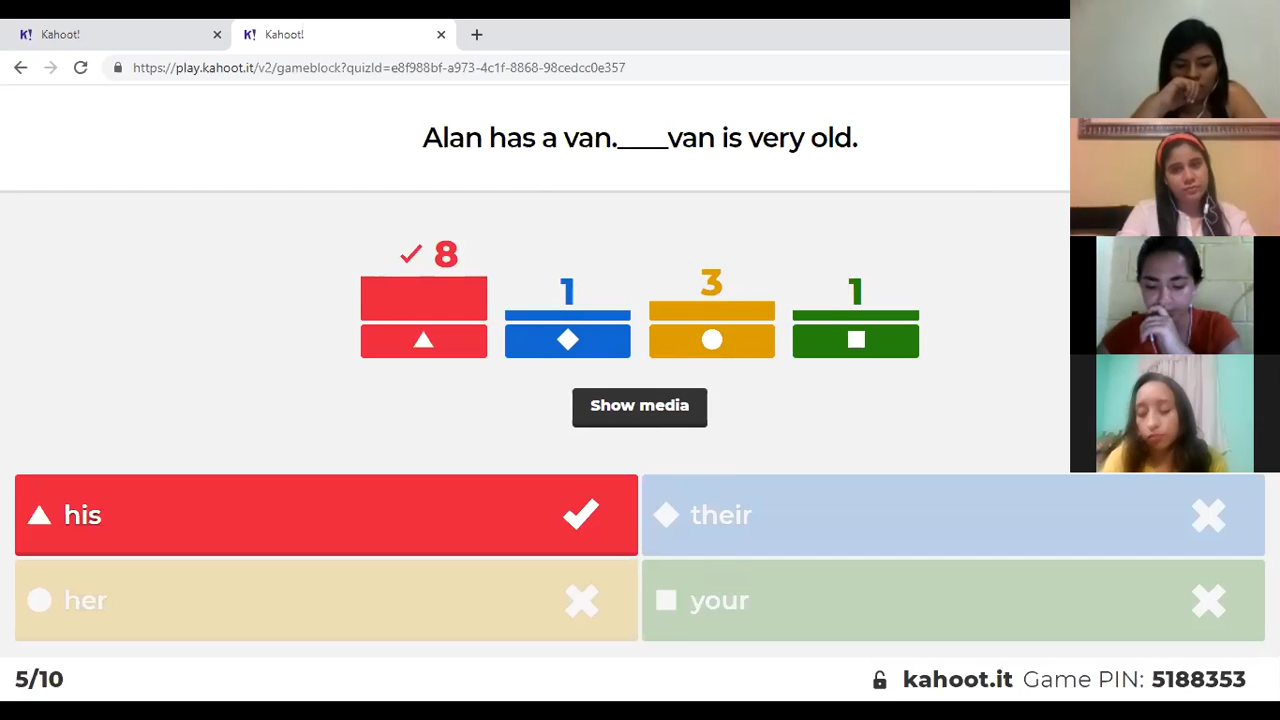 K! Kahoot!
K! Kahoot!
https://play.kahoot.it/v2/gameblock?quizId=e8f988bf-a973-4c1f-8868-98cedcc0e357
Alan has a van.____van is very old.
8
1
3
1
Show media
his
their
her
your
5/10
kahoot.it Game PIN: 5188353